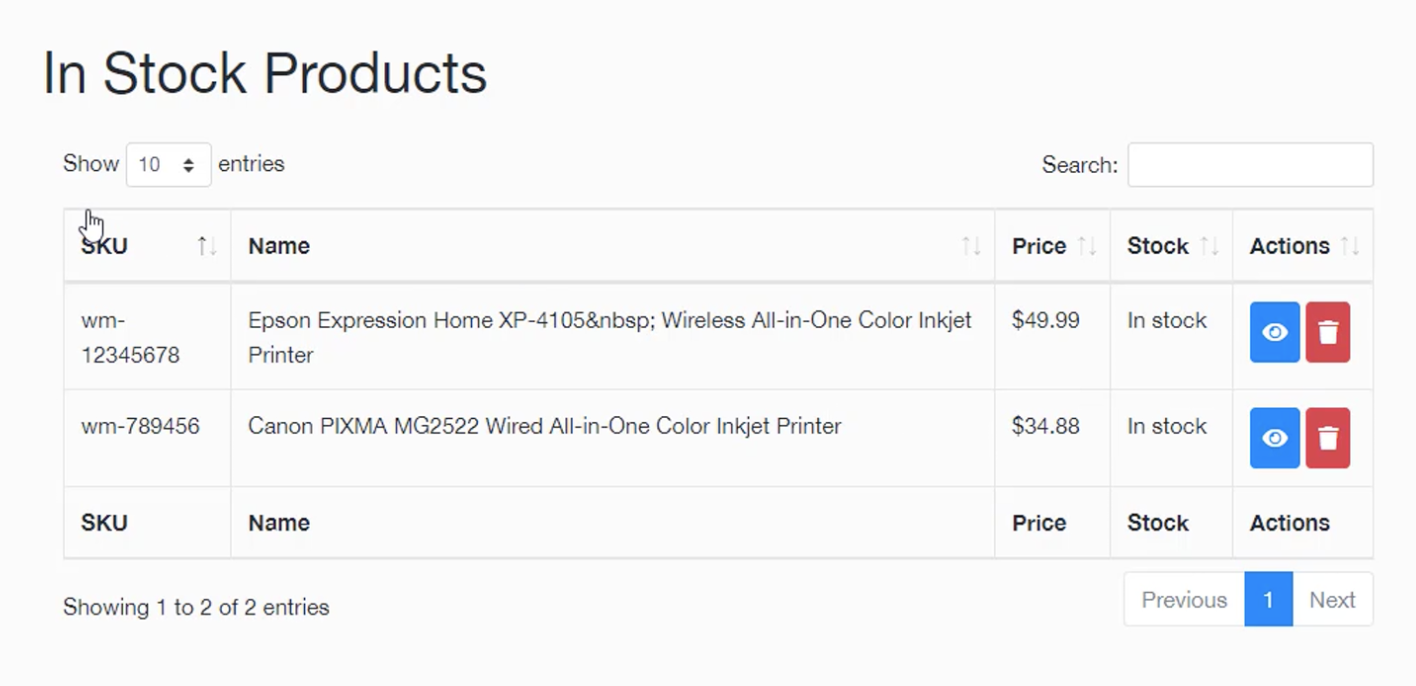 In Stock Products
Show 10 entries
Search:
SKU Name Price Stock Actions
wm- Epson Expression Home XP-4105&nbsp; Wireless All-in-One Color Inkjet $49.99 In stock
12345678 Printer
wm-789456 Canon PIXMA MG2522 Wired All-in-One Color Inkjet Printer $34.88 In stock
SKU Name Price Stock Actions
Showing 1 to 2 of 2 entries
Previous 1 Next